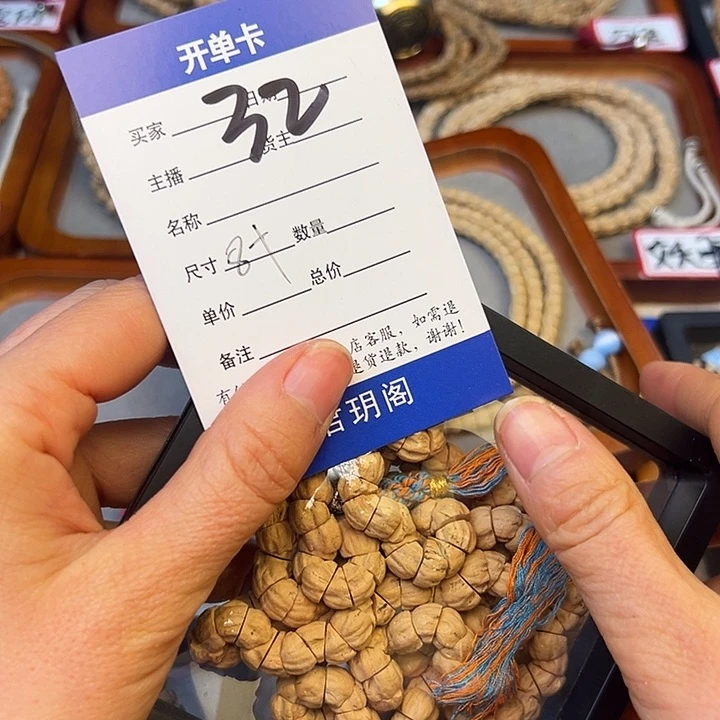 开单卡
32
买家 日期
主播 货主
名称
尺寸 8寸 数量
单价 总价
备注
店客服，如需退
退货退款，谢谢！
玥阁